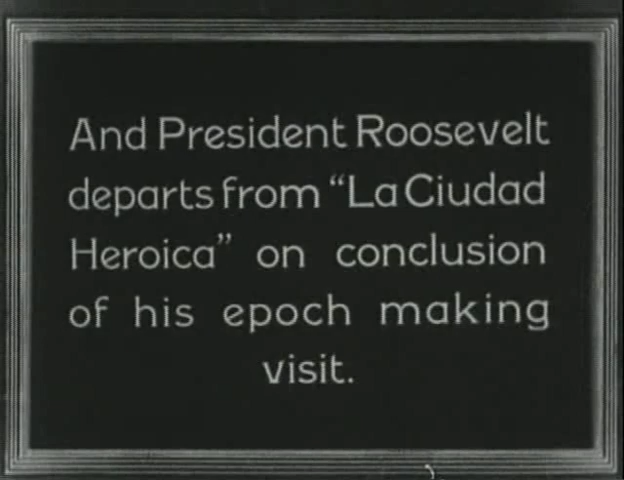 And President Roosevelt
departs from “La Ciudad
Heroica” on conclusion
of his epoch making
visit.